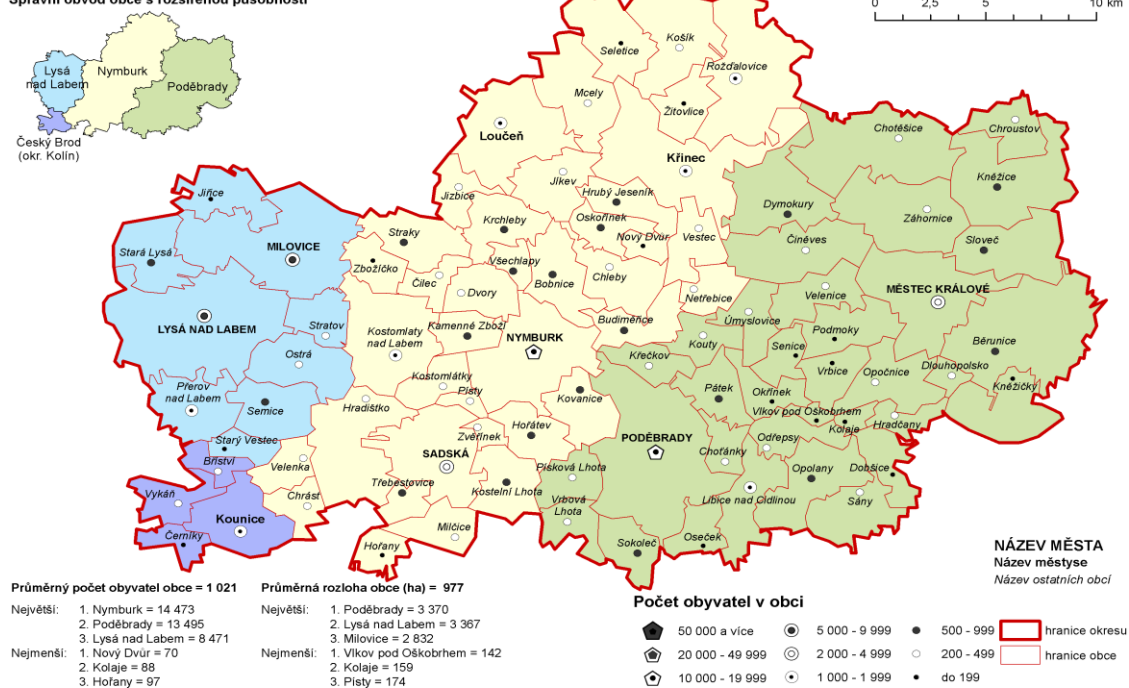 Správní obvod obce s rozšířenou působností
0 2,5 5 10 km
Lysá
nad Labem
Nymburk
Poděbrady
Český Brod
(okr. Kolín)
Seletice
Košík
Rožďalovice
Mcely
Žitovlice
Loučeň
Křinec
Chotěšice
Chroustov
Kněžice
Jíkev
Jizbice
Hrubý Jeseník
Jiřice
Dymokury
Záhornice
Krchleby
Oskořínek
Vestec
Straky
Nový Dvůr
Činěves
Sloveč
MILOVICE
Stará Lysá
Zbožíčko
Všechlapy
Bobnice
Chleby
Čilec
Dvory
Netřebice
Velenice
MĚSTEC KRÁLOVÉ
LYSÁ NAD LABEM
Stratov
Kostomlaty
nad Labem
Kamenné Zboží
NYMBURK
Budiměřice
Úmyslovice
Kouty
Podmoky
Senice
Běrunice
Ostrá
Křečkov
Vrbice
Opočnice
Dlouhopolsko
Kněžičky
Kostomlátky
Písty
Přerov
nad Labem
Semice
Hradištko
Kovanice
Pátek
Okřínek
Vlkov pod Oškobrhem
Kolaje
Hradčany
Starý Vestec
Zvěřínek
Hořátev
PODĚBRADY
Odřepsy
Bříství
Velenka
SADSKÁ
Písková Lhota
Choťánky
Opolany
Dobšice
Vykáň
Chrást
Třebestovice
Kostelní Lhota
Vrbová
Lhota
Libice nad Cidlinou
Sány
Kounice
Černíky
Milčice
Hořany
Sokoleč
Oseček
NÁZEV MĚSTA
Název městyse
Název ostatních obcí
Průměrný počet obyvatel obce = 1 021
Největší: 1. Nymburk = 14 473
2. Poděbrady = 13 495
3. Lysá nad Labem = 8 471
Nejmenší: 1. Nový Dvůr = 70
2. Kolaje = 88
3. Hořany = 97
Průměrná rozloha obce (ha) = 977
Největší: 1. Poděbrady = 3 370
2. Lysá nad Labem = 3 367
3. Milovice = 2 832
Nejmenší: 1. Vlkov pod Oškobrhem = 142
2. Kolaje = 159
3. Písty = 174
Počet obyvatel v obci
50 000 a více 5 000 - 9 999 500 - 999 hranice okresu
20 000 - 49 999 2 000 - 4 999 200 - 499 hranice obce
10 000 - 19 999 1 000 - 1 999 do 199